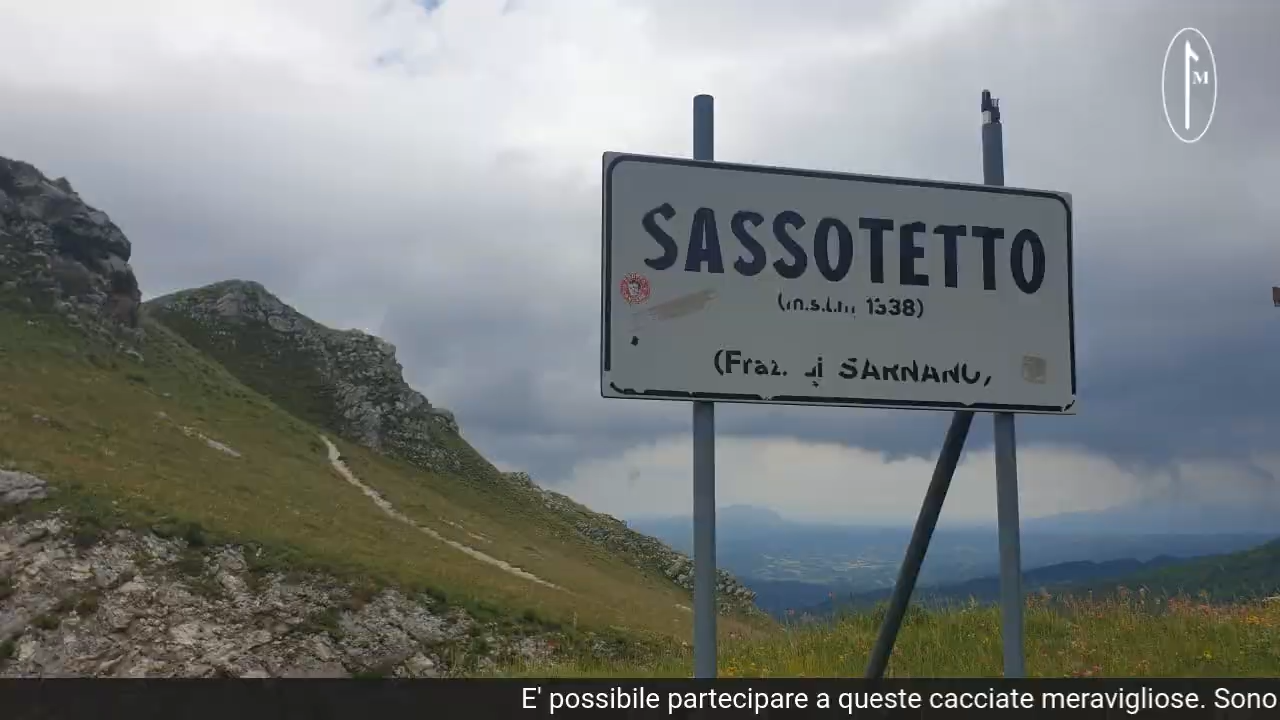 M
SASSOTETTO
(m.s.l.m 1338)
(Fraz. di SARNANO)
E' possibile partecipare a queste cacciate meravigliose. Sono